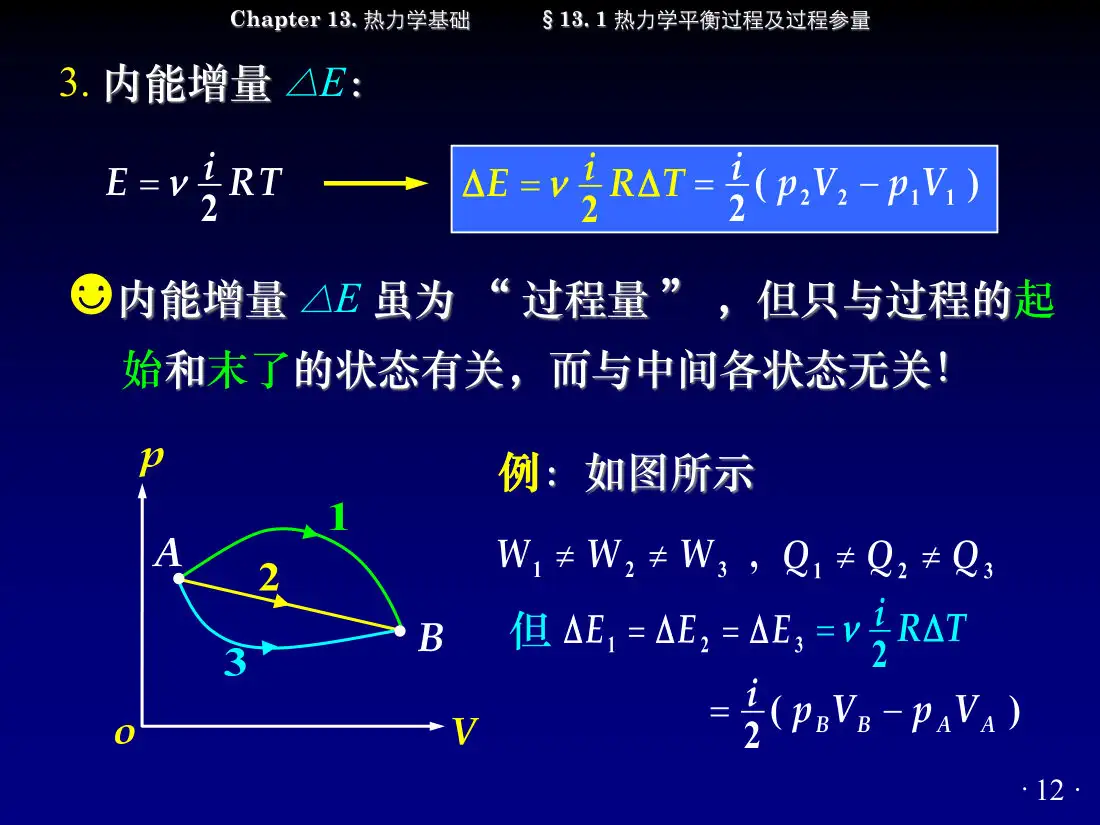 Chapter 13. 热力学基础 §13.1 热力学平衡过程及过程参量
3. 内能增量 △E：
E = ν i/2 RT → ΔE = ν i/2 RΔT = i/2 ( p₂V₂ − p₁V₁ )
内能增量 △E 虽为 “ 过程量 ” ，但只与过程的起
始和末了的状态有关，而与中间各状态无关！
p
1
A
2
B
3
o
V
例：如图所示
W₁ ≠ W₂ ≠ W₃ ， Q₁ ≠ Q₂ ≠ Q₃
但 ΔE₁ = ΔE₂ = ΔE₃ = ν i/2 RΔT
= i/2 ( p_B V_B − p_A V_A )
· 12 ·